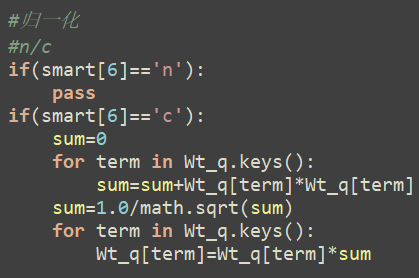 #归一化
#n/c
if(smart[6]=='n'):
    pass
if(smart[6]=='c'):
    sum=0
    for term in Wt_q.keys():
        sum=sum+Wt_q[term]*Wt_q[term]
    sum=1.0/math.sqrt(sum)
    for term in Wt_q.keys():
        Wt_q[term]=Wt_q[term]*sum